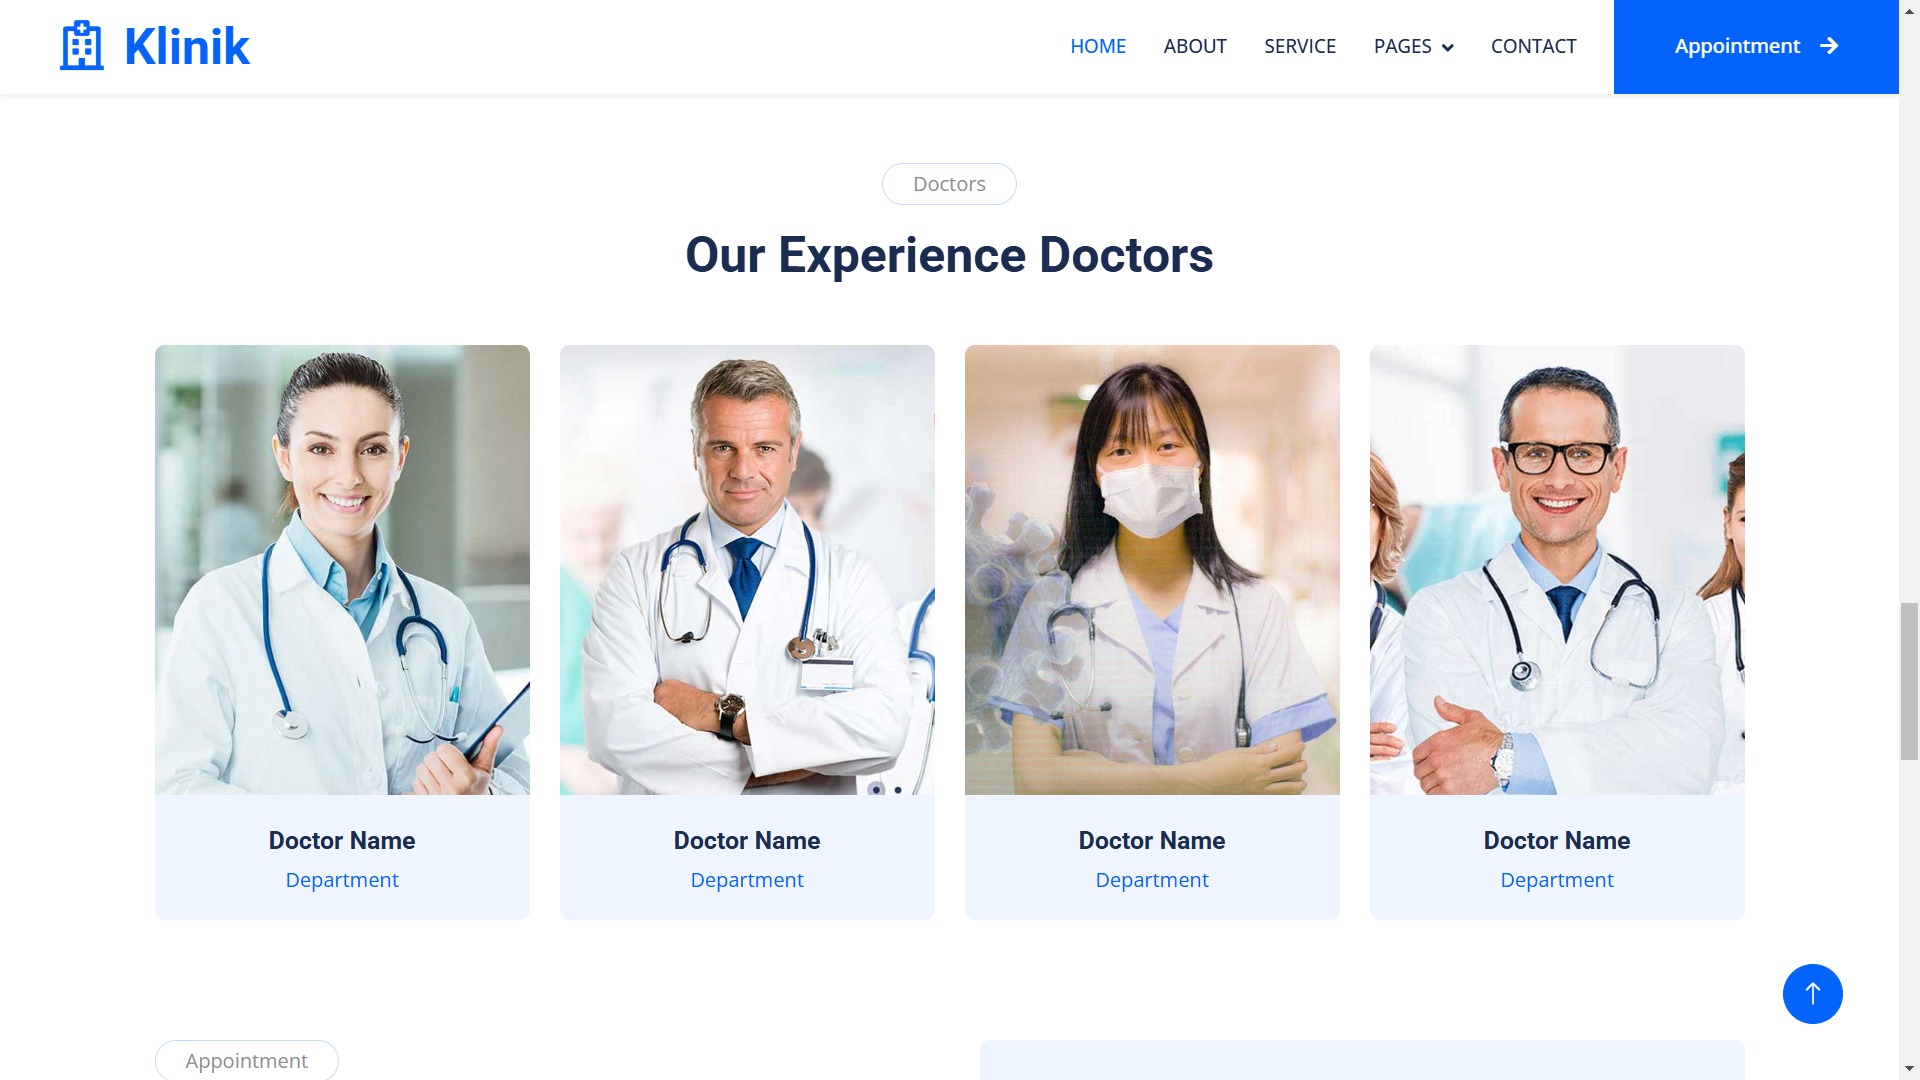 Klinik
HOME ABOUT SERVICE PAGES CONTACT Appointment
Doctors
Our Experience Doctors
Doctor Name Doctor Name Doctor Name Doctor Name
Department Department Department Department
Appointment